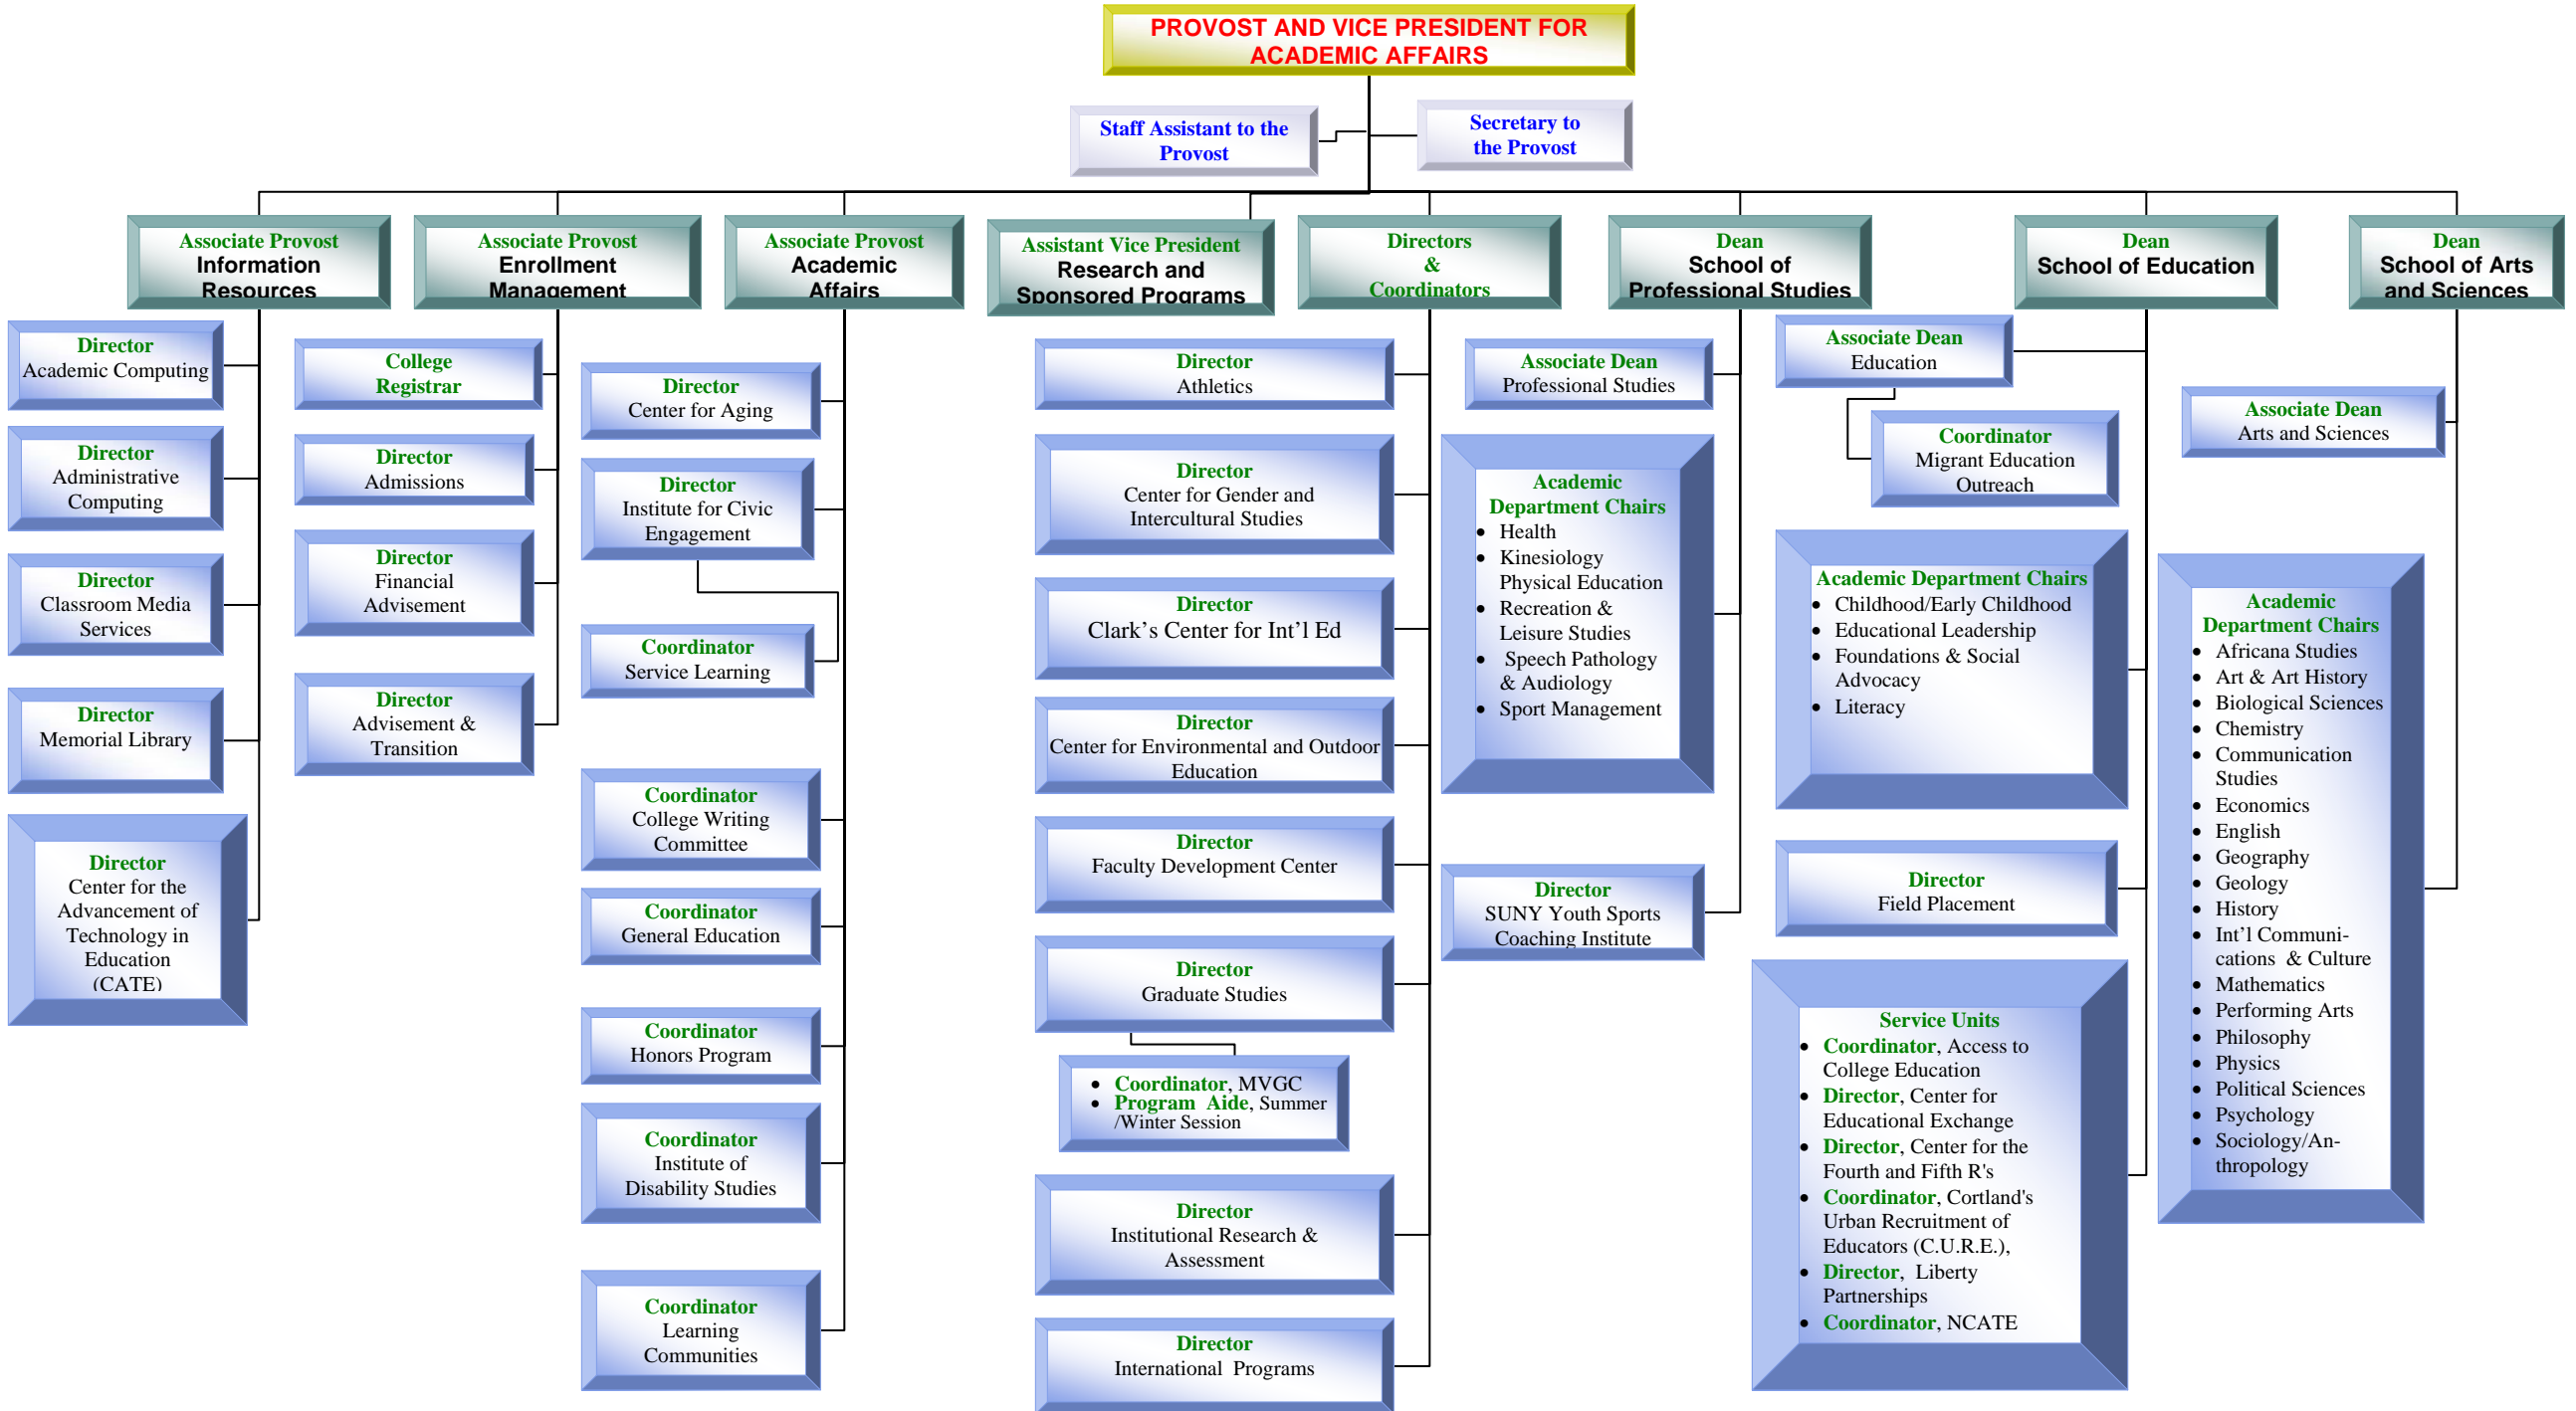 PROVOST AND VICE PRESIDENT FOR
ACADEMIC AFFAIRS
Staff Assistant to the
Provost
Secretary to
the Provost
Associate Provost
Information
Resources
Director
Academic Computing
Director
Administrative
Computing
Director
Classroom Media
Services
Director
Memorial Library
Director
Center for the
Advancement of
Technology in
Education
(CATE)
Associate Provost
Enrollment
Management
College
Registrar
Director
Admissions
Director
Financial
Advisement
Director
Advisement &
Transition
Associate Provost
Academic
Affairs
Director
Center for Aging
Director
Institute for Civic
Engagement
Coordinator
Service Learning
Coordinator
College Writing
Committee
Coordinator
General Education
Coordinator
Honors Program
Coordinator
Institute of
Disability Studies
Coordinator
Learning
Communities
Assistant Vice President
Research and
Sponsored Programs
Directors
&
Coordinators
Director
Athletics
Director
Center for Gender and
Intercultural Studies
Director
Clark's Center for Int'l Ed
Director
Center for Environmental and Outdoor
Education
Director
Faculty Development Center
Director
Graduate Studies
• Coordinator, MVGC
• Program Aide, Summer
/Winter Session
Director
Institutional Research &
Assessment
Director
International Programs
Dean
School of
Professional Studies
Associate Dean
Professional Studies
Academic
Department Chairs
• Health
• Kinesiology
Physical Education
• Recreation &
Leisure Studies
• Speech Pathology
& Audiology
• Sport Management
Director
SUNY Youth Sports
Coaching Institute
Dean
School of Education
Associate Dean
Education
Coordinator
Migrant Education
Outreach
Academic Department Chairs
• Childhood/Early Childhood
• Educational Leadership
• Foundations & Social
Advocacy
• Literacy
Director
Field Placement
Service Units
• Coordinator, Access to
College Education
• Director, Center for
Educational Exchange
• Director, Center for the
Fourth and Fifth R's
• Coordinator, Cortland's
Urban Recruitment of
Educators (C.U.R.E.),
• Director, Liberty
Partnerships
• Coordinator, NCATE
Dean
School of Arts
and Sciences
Associate Dean
Arts and Sciences
Academic
Department Chairs
• Africana Studies
• Art & Art History
• Biological Sciences
• Chemistry
• Communication
Studies
• Economics
• English
• Geography
• Geology
• History
• Int'l Communi-
cations & Culture
• Mathematics
• Performing Arts
• Philosophy
• Physics
• Political Sciences
• Psychology
• Sociology/An-
thropology